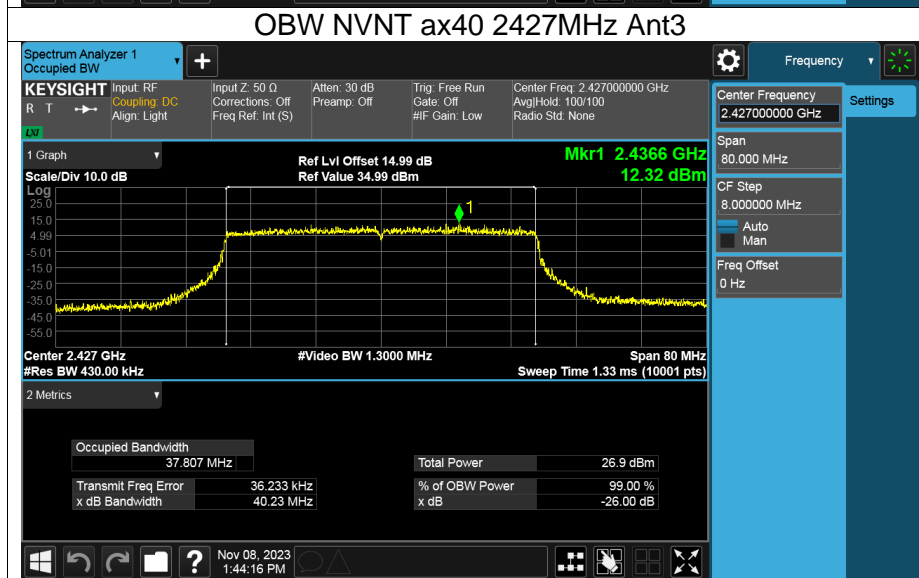 OBW NVNT ax40 2427MHz Ant3
Spectrum Analyzer 1
Occupied BW
+
Frequency
KEYSIGHT
R T
LXI
Input: RF
Coupling: DC
Align: Light
Input Z: 50 Ω
Corrections: Off
Freq Ref: Int (S)
Atten: 30 dB
Preamp: Off
Trig: Free Run
Gate: Off
#IF Gain: Low
Center Freq: 2.427000000 GHz
Avg|Hold: 100/100
Radio Std: None
Center Frequency
2.427000000 GHz
Settings
Span
80.000 MHz
CF Step
8.000000 MHz
Auto
Man
Freq Offset
0 Hz
1 Graph
Scale/Div 10.0 dB
Ref Lvl Offset 14.99 dB
Ref Value 34.99 dBm
Mkr1 2.4366 GHz
12.32 dBm
Log
25.0
15.0
4.99
-5.01
-15.0
-25.0
-35.0
-45.0
-55.0
1
Center 2.427 GHz
#Res BW 430.00 kHz
#Video BW 1.3000 MHz
Span 80 MHz
Sweep Time 1.33 ms (10001 pts)
2 Metrics
Occupied Bandwidth
37.807 MHz
Transmit Freq Error 36.233 kHz
x dB Bandwidth 40.23 MHz
Total Power 26.9 dBm
% of OBW Power 99.00 %
x dB -26.00 dB
?
Nov 08, 2023
1:44:16 PM